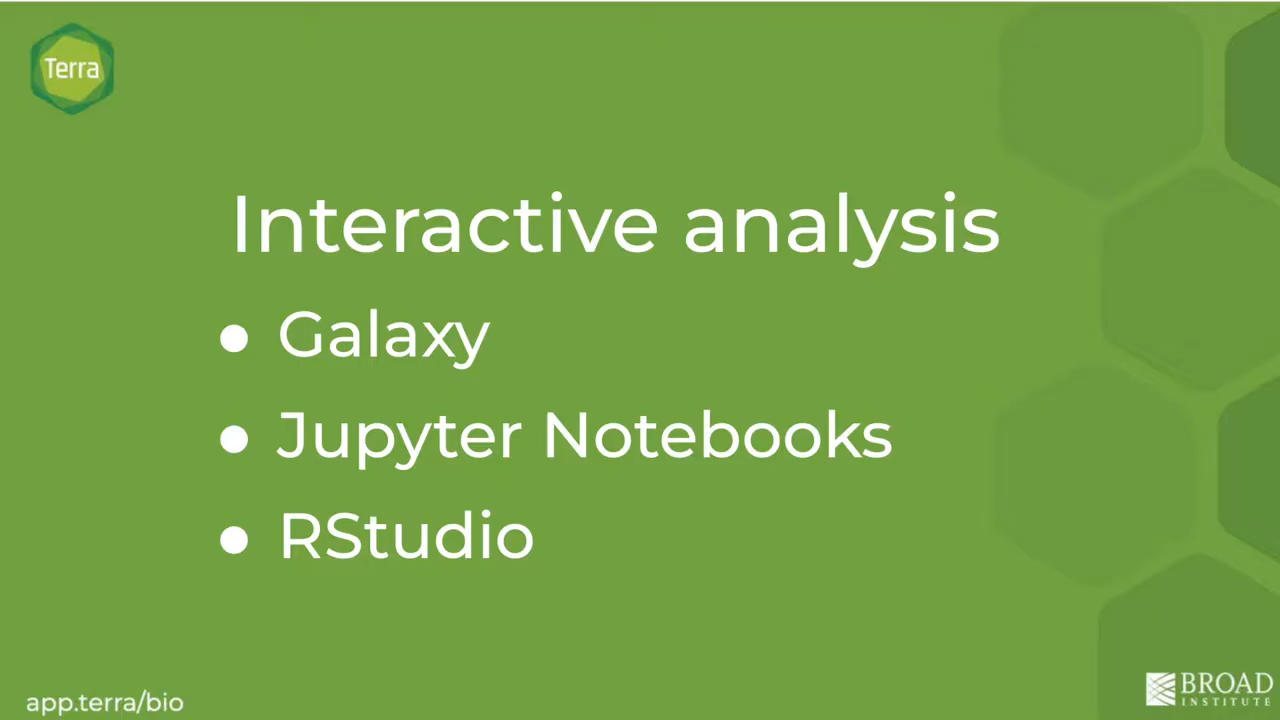 Terra
Interactive analysis
● Galaxy
● Jupyter Notebooks
● RStudio
app.terra/bio
BROAD
INSTITUTE